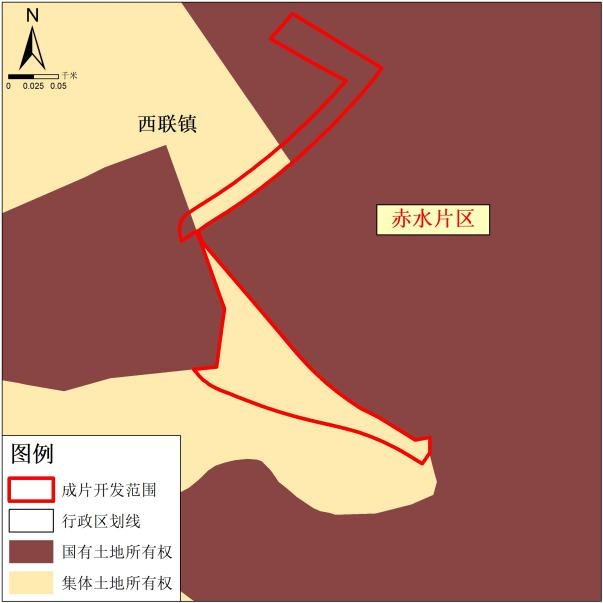 N
千米
0 0.025 0.05
西联镇
赤水片区
图例
成片开发范围
行政区划线
国有土地所有权
集体土地所有权